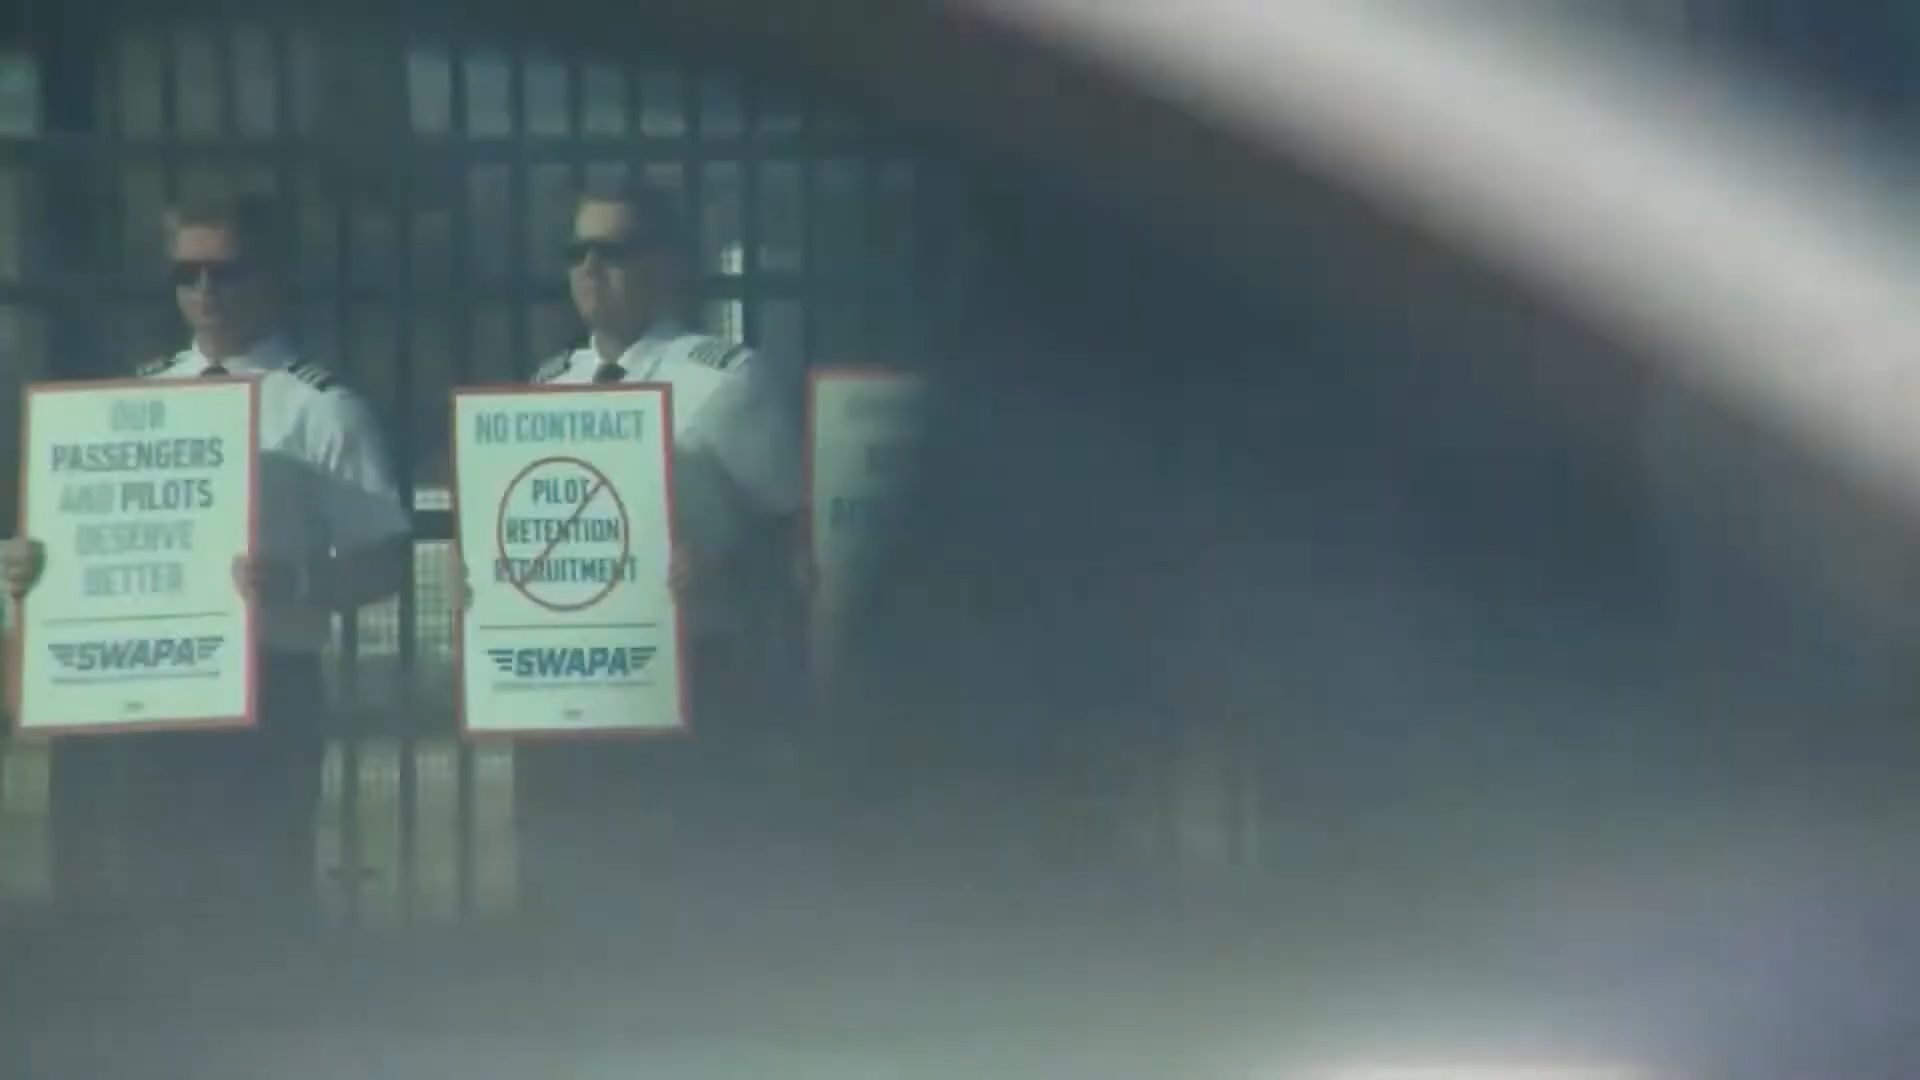 OUR
PASSENGERS
AND PILOTS
DESERVE
BETTER
SWAPA
NO CONTRACT
PILOT
RETENTION
RECRUITMENT
SWAPA